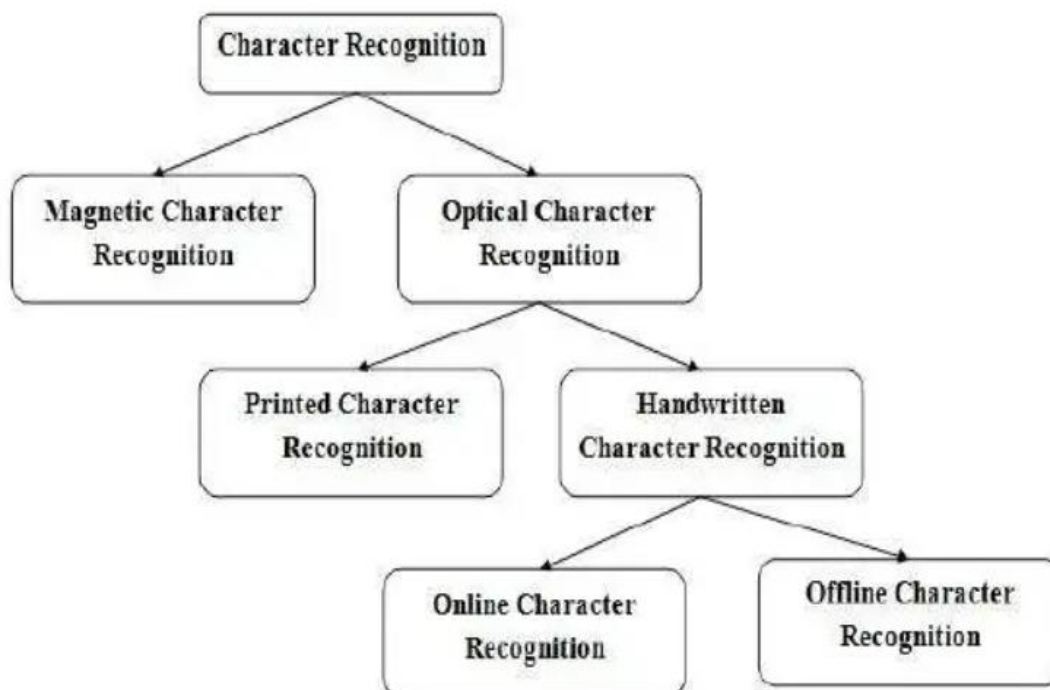 Character Recognition
Magnetic Character
Recognition
Optical Character
Recognition
Printed Character
Recognition
Handwritten
Character Recognition
Online Character
Recognition
Offline Character
Recognition